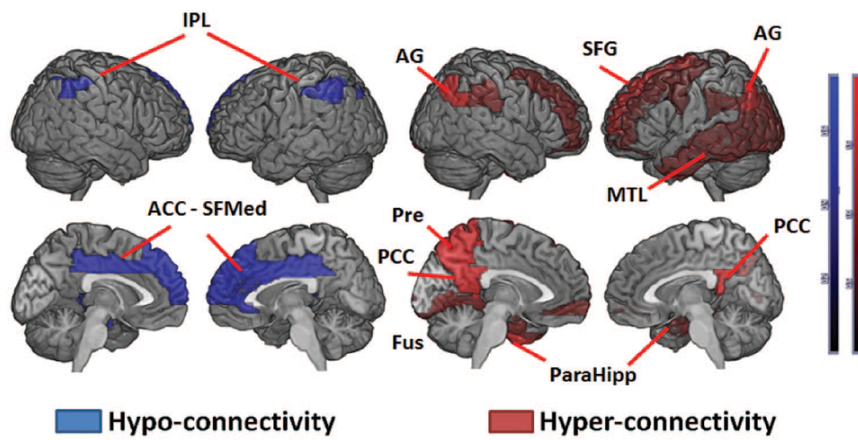 IPL
AG
SFG
AG
MTL
ACC - SFMed
Pre
PCC
PCC
Fus
ParaHipp
Hypo-connectivity
Hyper-connectivity